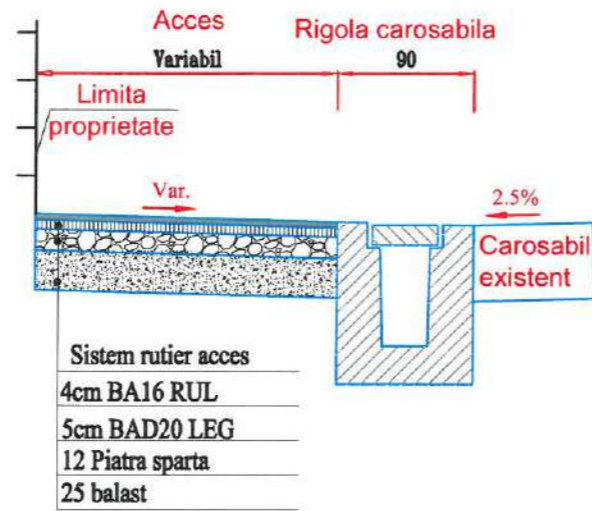 Acces
Rigola carosabila
Variabil
90
Limita
proprietate
Var.
2.5%
Carosabil
existent
Sistem rutier acces
4cm BA16 RUL
5cm BAD20 LEG
12 Piatra sparta
25 balast